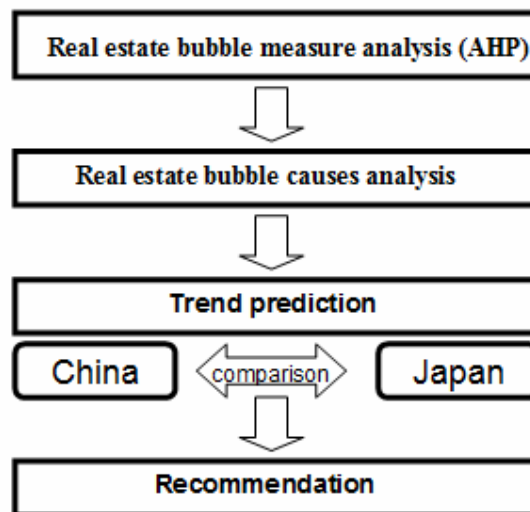 Real estate bubble measure analysis (AHP)
Real estate bubble causes analysis
Trend prediction
China comparison Japan
Recommendation